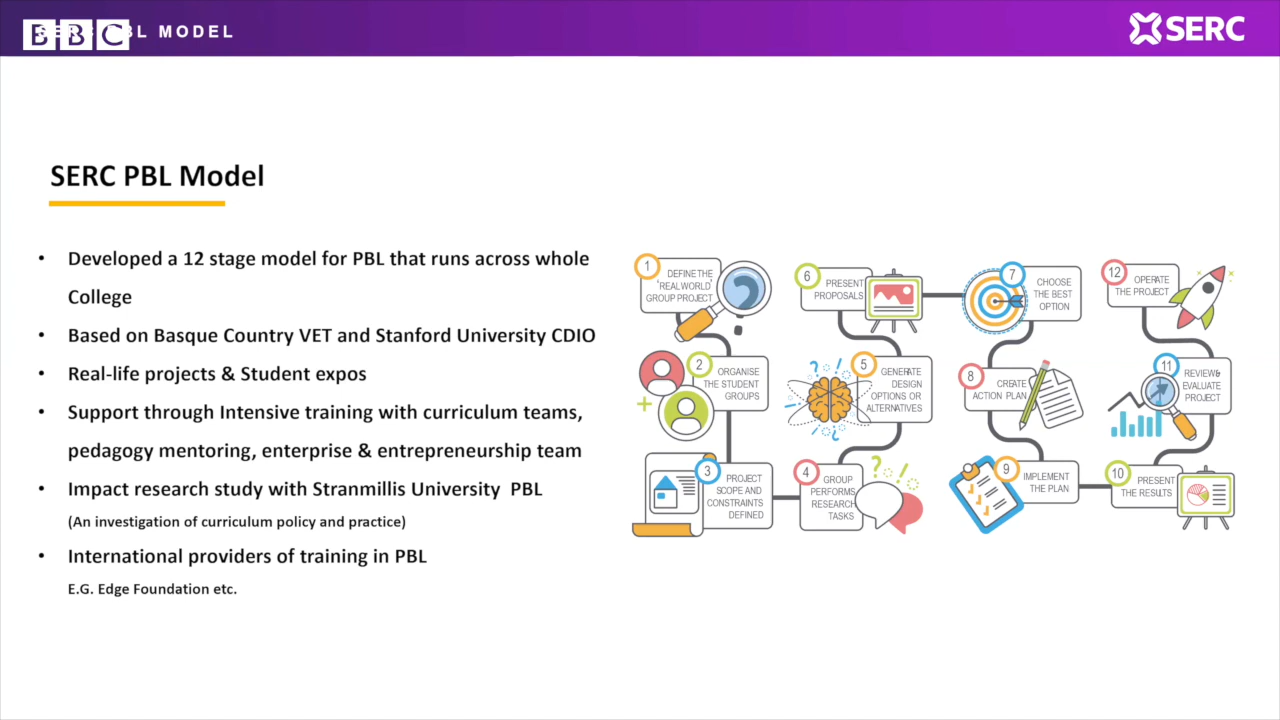 BBC
SERC PBL MODEL
SERC
SERC PBL Model
• Developed a 12 stage model for PBL that runs across whole
College
• Based on Basque Country VET and Stanford University CDIO
• Real-life projects & Student expos
• Support through Intensive training with curriculum teams,
pedagogy mentoring, enterprise & entrepreneurship team
• Impact research study with Stranmillis University PBL
(An investigation of curriculum policy and practice)
• International providers of training in PBL
E.G. Edge Foundation etc.
1
DEFINE THE
'REAL WORLD'
GROUP PROJECT
2
ORGANISE
THE STUDENT
GROUPS
3
PROJECT
SCOPE AND
CONSTRAINTS
DEFINED
4
GROUP
PERFORMS
RESEARCH
TASKS
5
GENERATE
DESIGN
OPTIONS OR
ALTERNATIVES
6
PRESENT
PROPOSALS
7
CHOOSE
THE BEST
OPTION
8
CREATE
ACTION PLAN
9
IMPLEMENT
THE PLAN
10
PRESENT
THE RESULTS
11
REVIEW &
EVALUATE
PROJECT
12
OPERATE
THE PROJECT